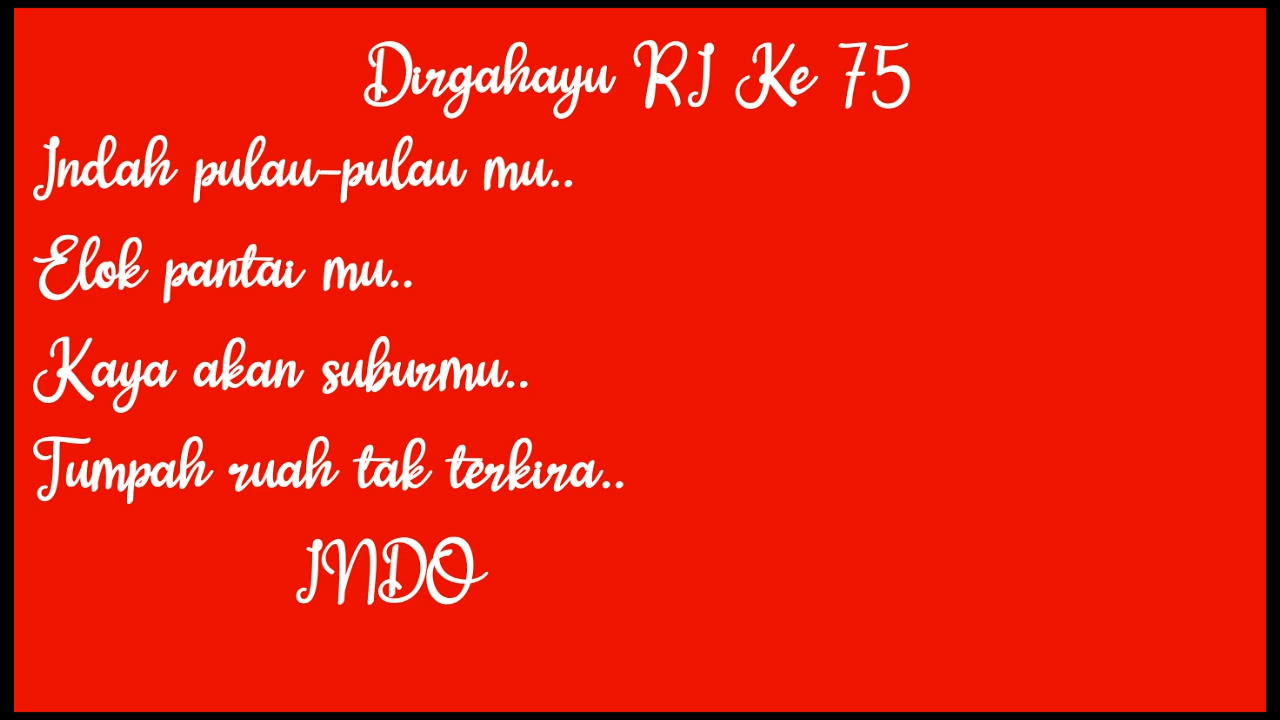 Dirgahayu RI Ke 75
Indah pulau-pulau mu..
Elok pantai mu..
Kaya akan suburmu..
Tumpah ruah tak terkira..
INDO